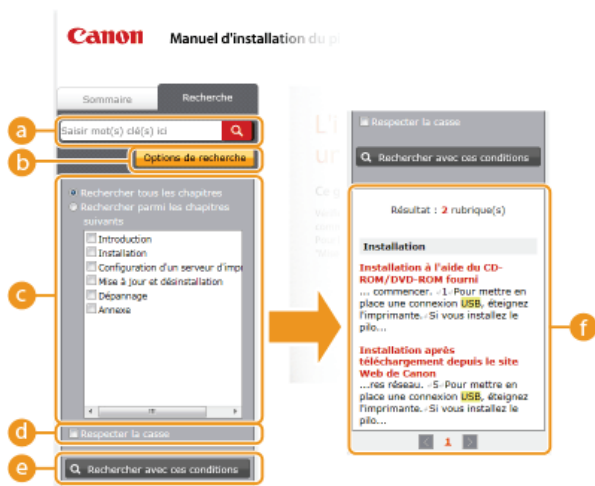 Canon
Manuel d'installation du
Sommaire
Recherche
a
Saisir mot(s) clé(s) ici
b
Options de recherche
c
Rechercher tous les chapitres
Rechercher parmi les chapitres
suivants
Introduction
Installation
Configuration d'un serveur d'impr
Mise à jour et désinstallation
Dépannage
Annexe
d
Respecter la casse
e
Rechercher avec ces conditions
Respecter la casse
Rechercher avec ces conditions
Résultat : 2 rubrique(s)
Installation
Installation à l'aide du CD-
ROM/DVD-ROM fourni
... commencer. ‹1›Pour mettre en
place une connexion USB, éteignez
l'imprimante.‹Si vous installez le
pilo...
Installation après
téléchargement depuis le site
Web de Canon
...res réseau. ‹5›Pour mettre en
place une connexion USB, éteignez
l'imprimante.‹Si vous installez le
pilo...
1
f